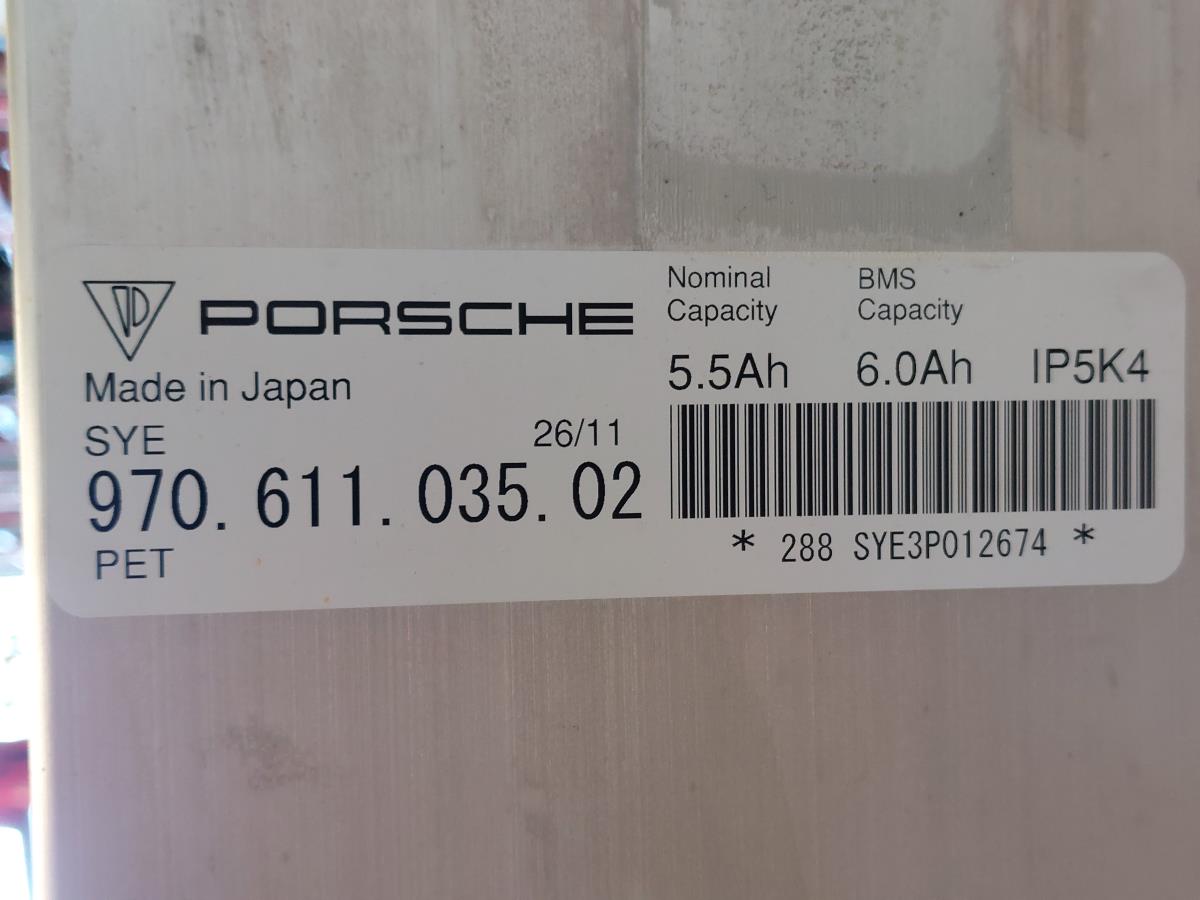 PORSCHE
Made in Japan
SYE 26/11
970.611.035.02
PET
Nominal Capacity
5.5Ah
BMS Capacity
6.0Ah
IP5K4
* 288 SYE3P012674 *